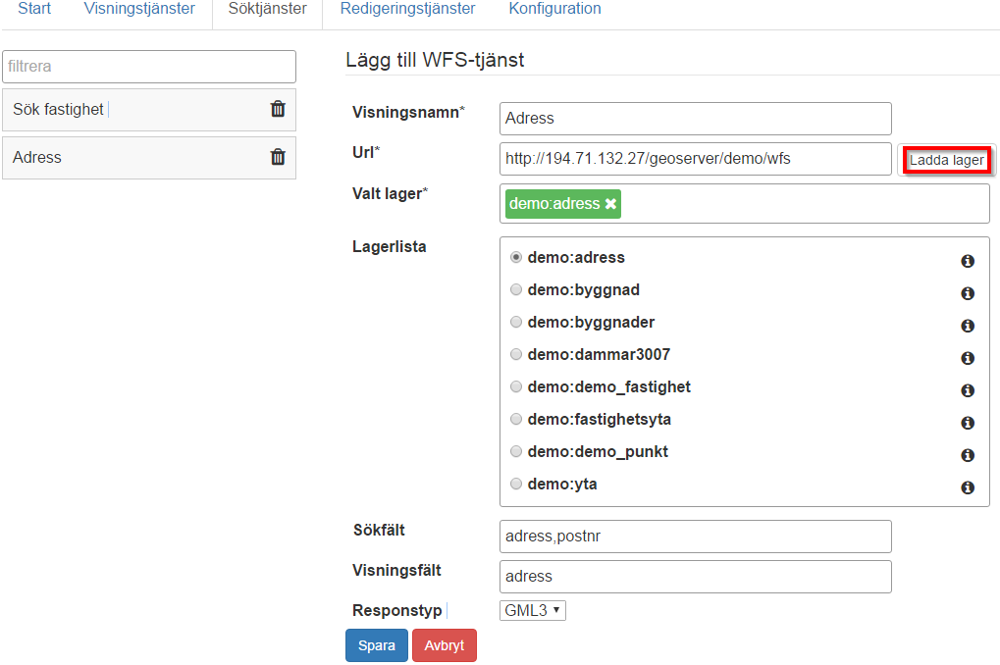 Start Visningstjänster Söktjänster Redigeringstjänster Konfiguration
filtrera
Sök fastighet
Adress
Lägg till WFS-tjänst
Visningsnamn* Adress
Url* http://194.71.132.27/geoserver/demo/wfs Ladda lager
Valt lager* demo:adress ✖
Lagerlista
demo:adress
demo:byggnad
demo:byggnader
demo:dammar3007
demo:demo_fastighet
demo:fastighetsyta
demo:demo_punkt
demo:yta
Sökfält adress,postnr
Visningsfält adress
Responstyp GML3
Spara Avbryt